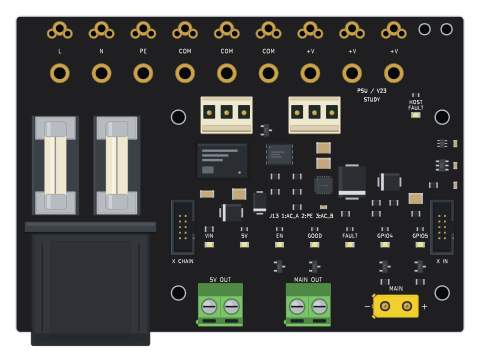 L N PE COM COM COM +V +V +V
PSU / V23
STUDY
HOST
FAULT
J13 1:AC_A 2:PE 3:AC_B
VIN 5V EN GOOD FAULT GPIO4 GPIO5
X CHAIN X IN
5V OUT MAIN OUT MAIN
- +